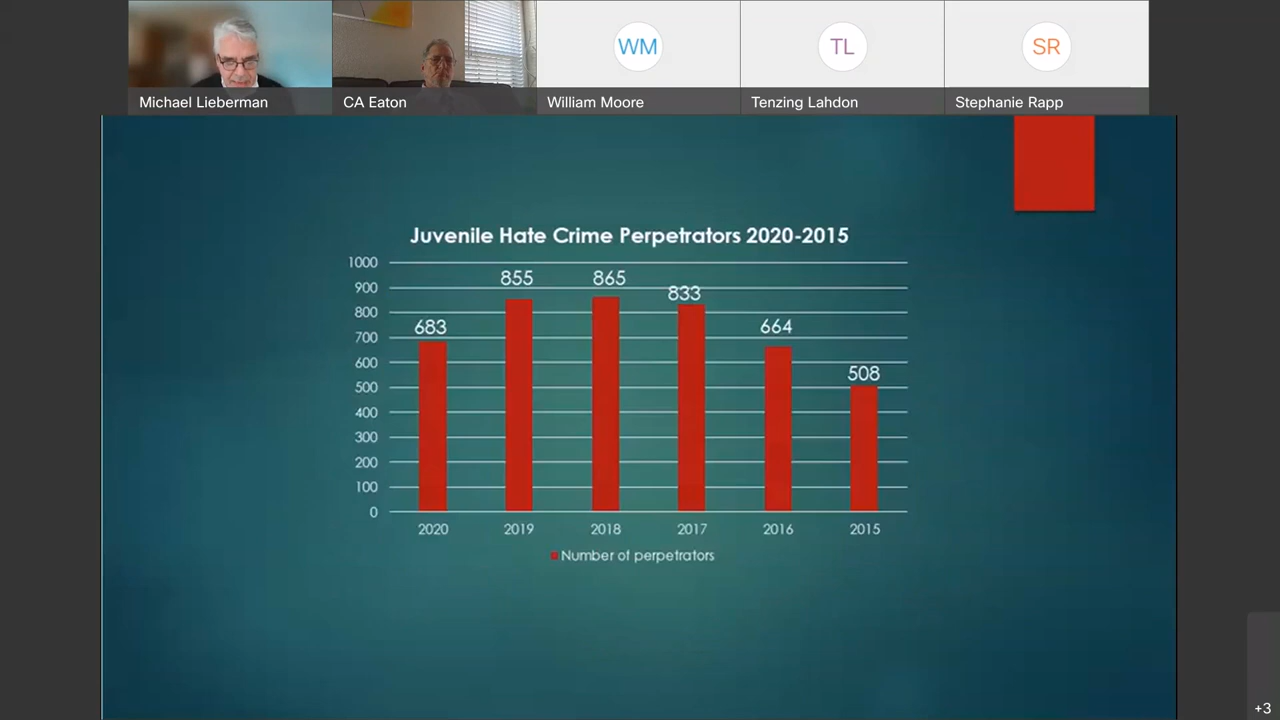 WM
TL
SR
Michael Lieberman
CA Eaton
William Moore
Tenzing Lahdon
Stephanie Rapp
Juvenile Hate Crime Perpetrators 2020-2015
1000
900
800
700
600
500
400
300
200
100
0
683
855
865
833
664
508
2020
2019
2018
2017
2016
2015
Number of perpetrators
+3